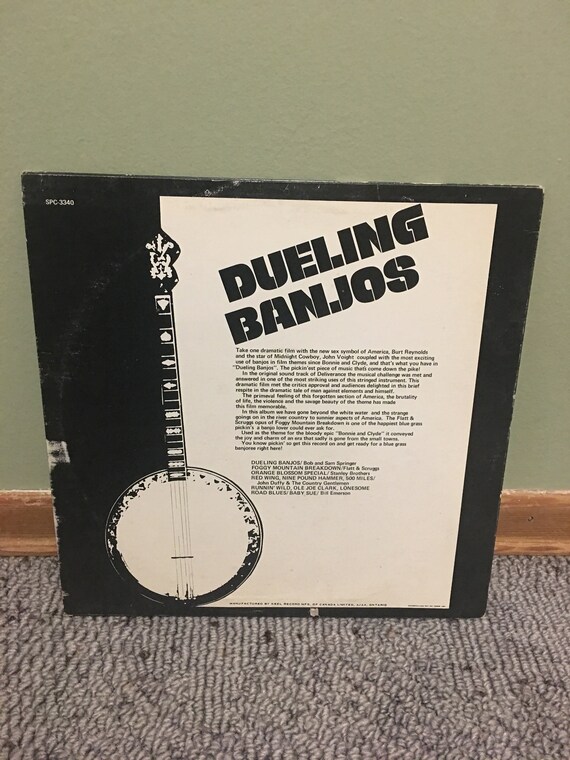 SPC-3340
DUELING
BANJOS
Take one dramatic film with the new sex symbol of America, Burt Reynolds
and the star of Midnight Cowboy, John Voight coupled with the most exciting
use of banjos in film themes since Bonnie and Clyde, and that's what you have in
"Dueling Banjos". The pickin'est piece of music that's come down the pike!
In the original sound track of Deliverance the musical challenge was met and
answered in one of the most striking uses of this stringed instrument. This
dramatic film met the critics approval and audiences delighted in this brief
respite in the dramatic tale of man against elements and himself.
The primeval feeling of this forgotten section of America, the brutality
of life, the violence and the savage beauty of the theme has made
this film memorable.
In this album we have gone beyond the white water and the strange
goings on in the river country to somnier aspects of America. The Flatt &
Scruggs opus of Foggy Mountain Breakdown is one of the happiest blue grass
pickin's a banjo lover could ever ask for.
Used as the theme for the bloody epic "Bonnie and Clyde" it conveyed
the joy and charm of an era that sadly is gone from the small towns.
You know pickin' so get this record on and get ready for a blue grass
banjoree right here!
DUELING BANJOS/ Bob and Sam Springer
FOGGY MOUNTAIN BREAKDOWN/Flatt & Scruggs
ORANGE BLOSSOM SPECIAL/ Stanley Brothers
RED WING, NINE POUND HAMMER, 500 MILES/
John Duffy & The Country Gentlemen
RUNNIN' WILD, OLE JOE CLARK, LONESOME
ROAD BLUES/ BABY SUE/ Bill Emerson
MANUFACTURED BY CAEL RECORD MFG. OF CANADA LIMITED, AJAX, ONTARIO